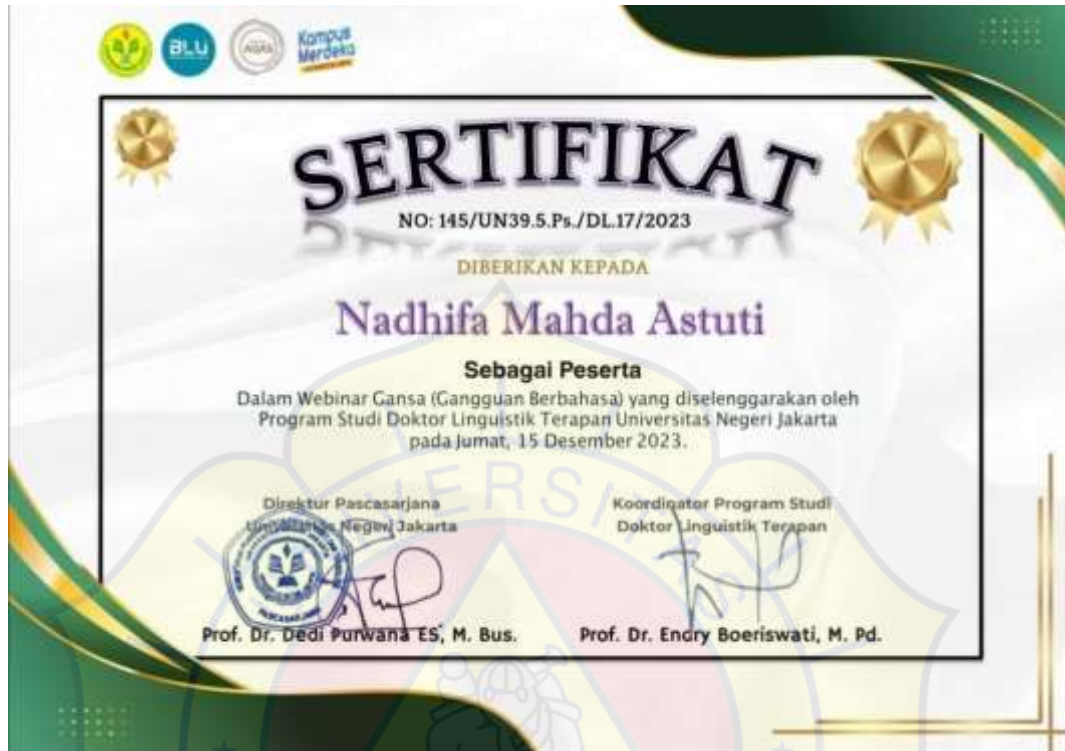 BLU
AQAS
Kampus
Merdeka
SERTIFIKAT
NO: 145/UN39.5.Ps./DL.17/2023
DIBERIKAN KEPADA
Nadhifa Mahda Astuti
Sebagai Peserta
Dalam Webinar Gansa (Gangguan Berbahasa) yang diselenggarakan oleh
Program Studi Doktor Linguistik Terapan Universitas Negeri Jakarta
pada Jumat, 15 Desember 2023.
Direktur Pascasarjana
Universitas Negeri Jakarta
Koordinator Program Studi
Doktor Linguistik Terapan
PASCASARJANA
Prof. Dr. Dedi Purwana ES, M. Bus.
Prof. Dr. Endry Boeriswati, M. Pd.